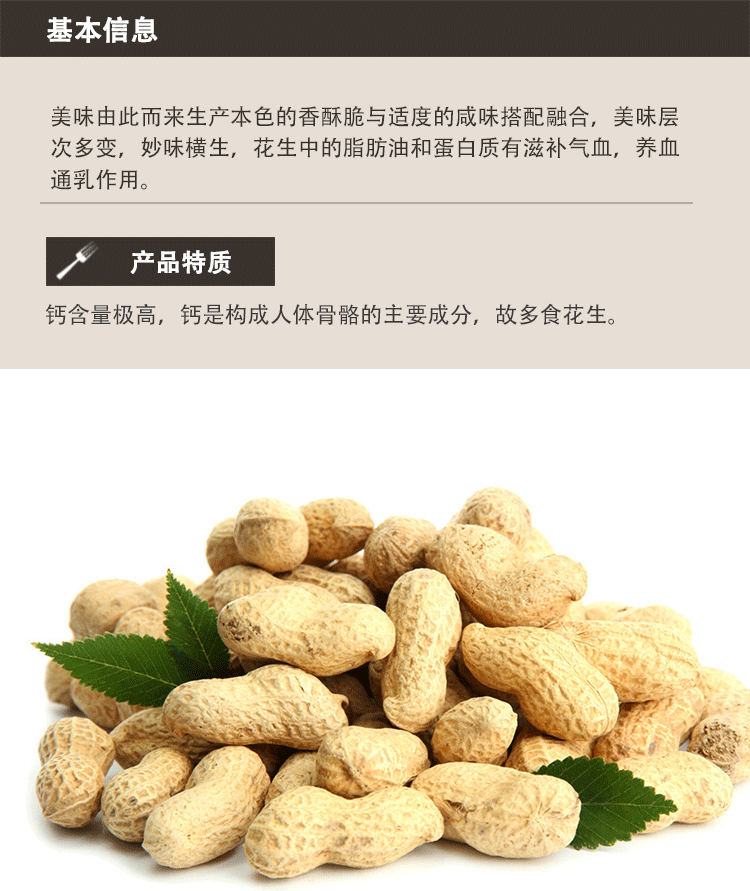 基本信息
美味由此而来生产本色的香酥脆与适度的咸味搭配融合，美味层
次多变，妙味横生，花生中的脂肪油和蛋白质有滋补气血，养血
通乳作用。
产品特质
钙含量极高，钙是构成人体骨骼的主要成分，故多食花生。